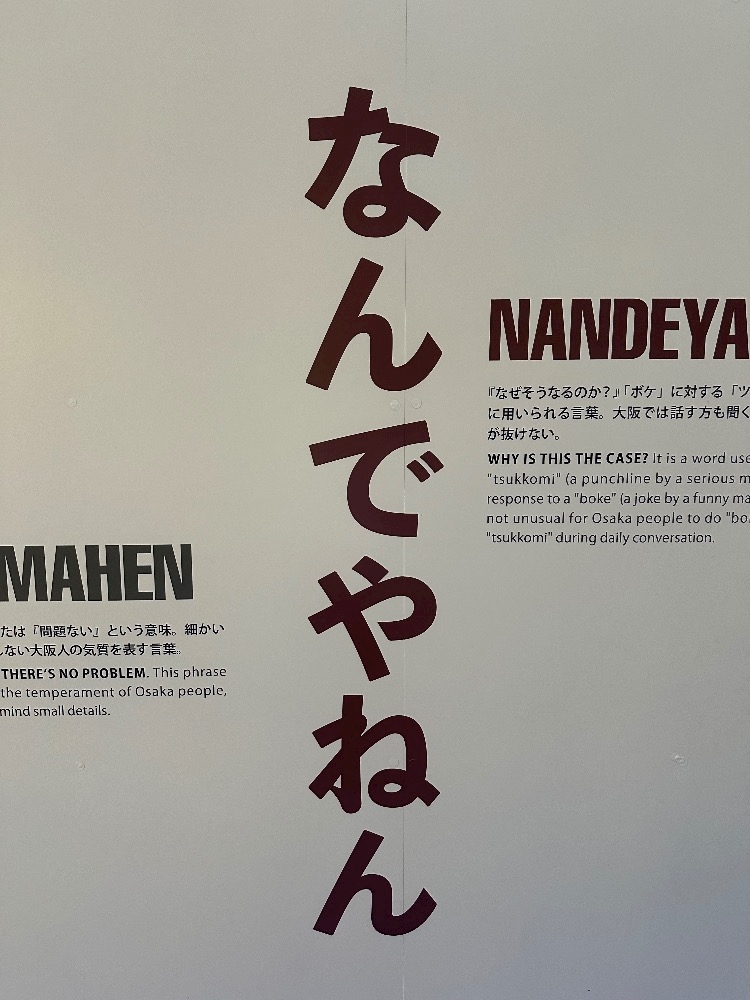 なんでやねん
NANDEYA
『なぜそうなるのか？』「ボケ」に対する「ツ
に用いられる言葉。大阪では話す方も聞く
が抜けない。
WHY IS THIS THE CASE? It is a word use
"tsukkomi" (a punchline by a serious m
response to a "boke" (a joke by a funny ma
not unusual for Osaka people to do "bo
"tsukkomi" during daily conversation.
MAHEN
たは『問題ない』という意味。細かい
しない大阪人の気質を表す言葉。
THERE'S NO PROBLEM. This phrase
the temperament of Osaka people,
mind small details.